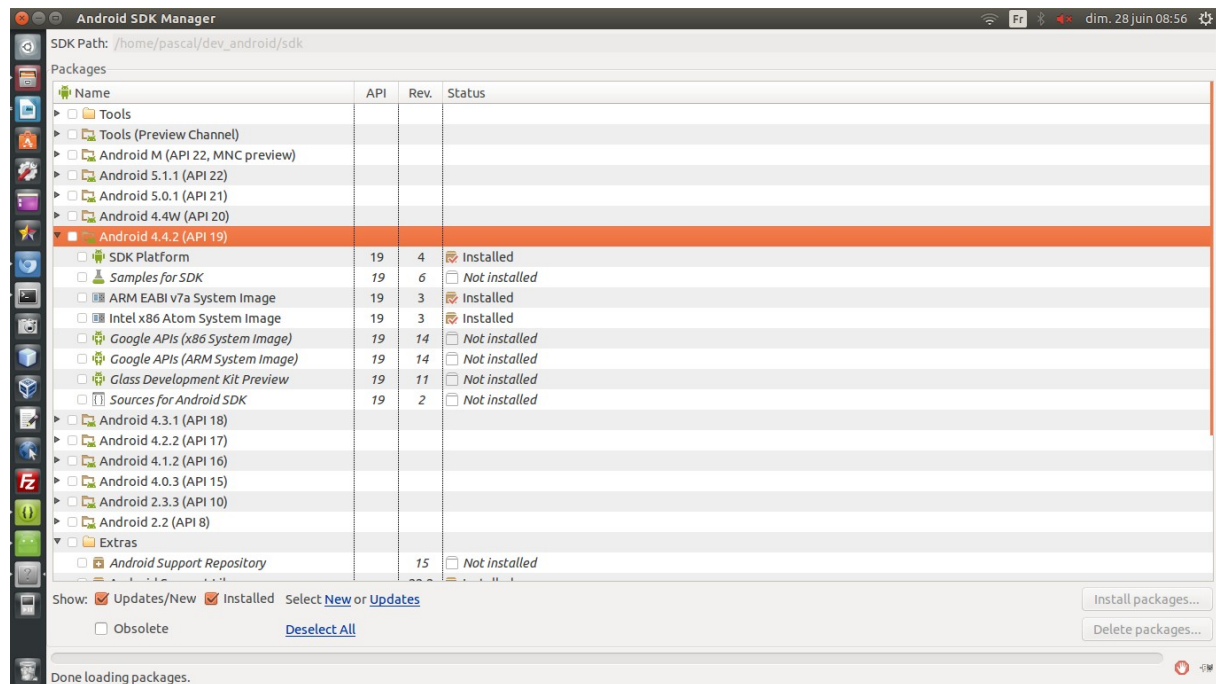 Android SDK Manager Fr dim. 28 juin 08:56
SDK Path: /home/pascal/dev_android/sdk
Packages
Name API Rev. Status
Tools
Tools (Preview Channel)
Android M (API 22, MNC preview)
Android 5.1.1 (API 22)
Android 5.0.1 (API 21)
Android 4.4W (API 20)
Android 4.4.2 (API 19)
SDK Platform 19 4 Installed
Samples for SDK 19 6 Not installed
ARM EABI v7a System Image 19 3 Installed
Intel x86 Atom System Image 19 3 Installed
Google APIs (x86 System Image) 19 14 Not installed
Google APIs (ARM System Image) 19 14 Not installed
Glass Development Kit Preview 19 11 Not installed
Sources for Android SDK 19 2 Not installed
Android 4.3.1 (API 18)
Android 4.2.2 (API 17)
Android 4.1.2 (API 16)
Android 4.0.3 (API 15)
Android 2.3.3 (API 10)
Android 2.2 (API 8)
Extras
Android Support Repository 15 Not installed
Show: Updates/New Installed Select New or Updates Install packages...
Obsolete Deselect All Delete packages...
Done loading packages.